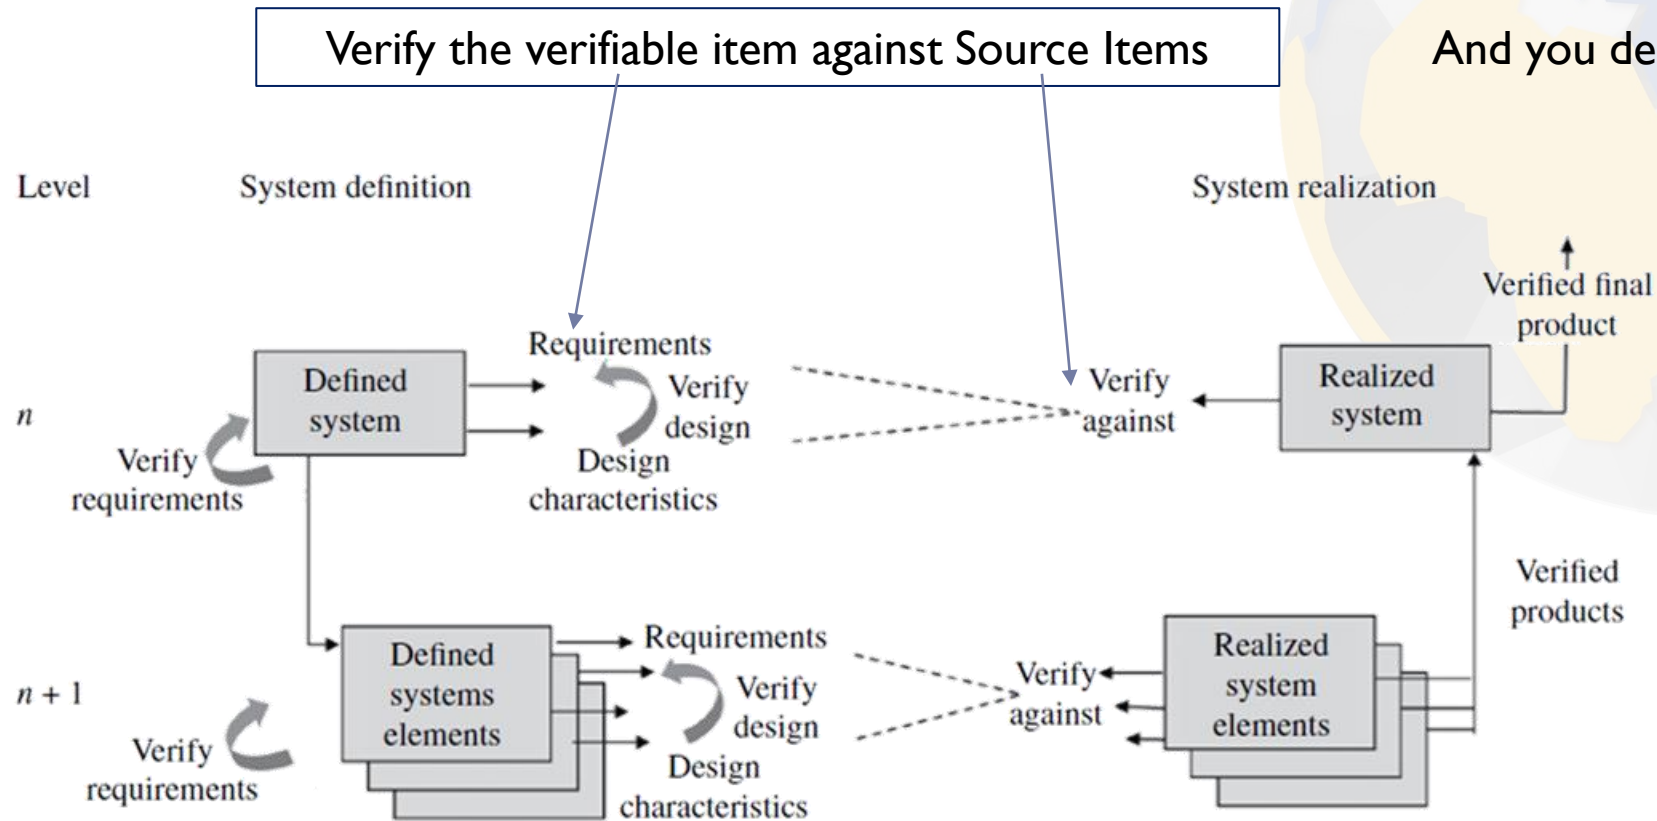 Verify the verifiable item against Source Items
And you de
Level
System definition
System realization
Verified final
product
Requirements
Defined
system
Verify
design
Verify
against
Realized
system
n
Verify
requirements
Design
characteristics
Verified
products
Requirements
Defined
systems
elements
Verify
design
Verify
against
Realized
system
elements
n + 1
Verify
requirements
Design
characteristics